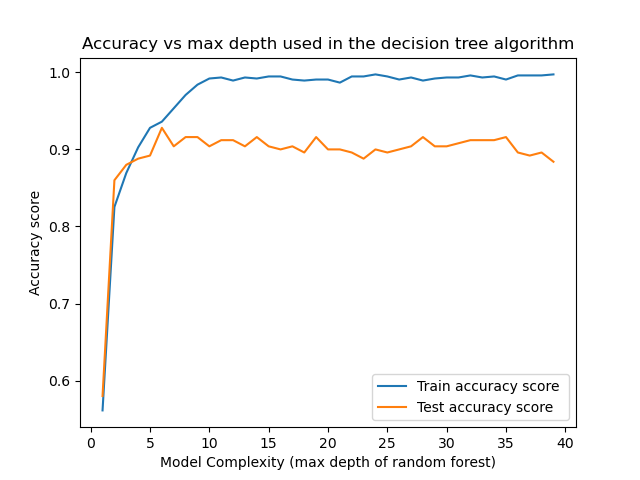 Accuracy vs max depth used in the decision tree algorithm
1.0
0.9
0.8
0.7
0.6
Accuracy score
0 5 10 15 20 25 30 35 40
Model Complexity (max depth of random forest)
Train accuracy score
Test accuracy score